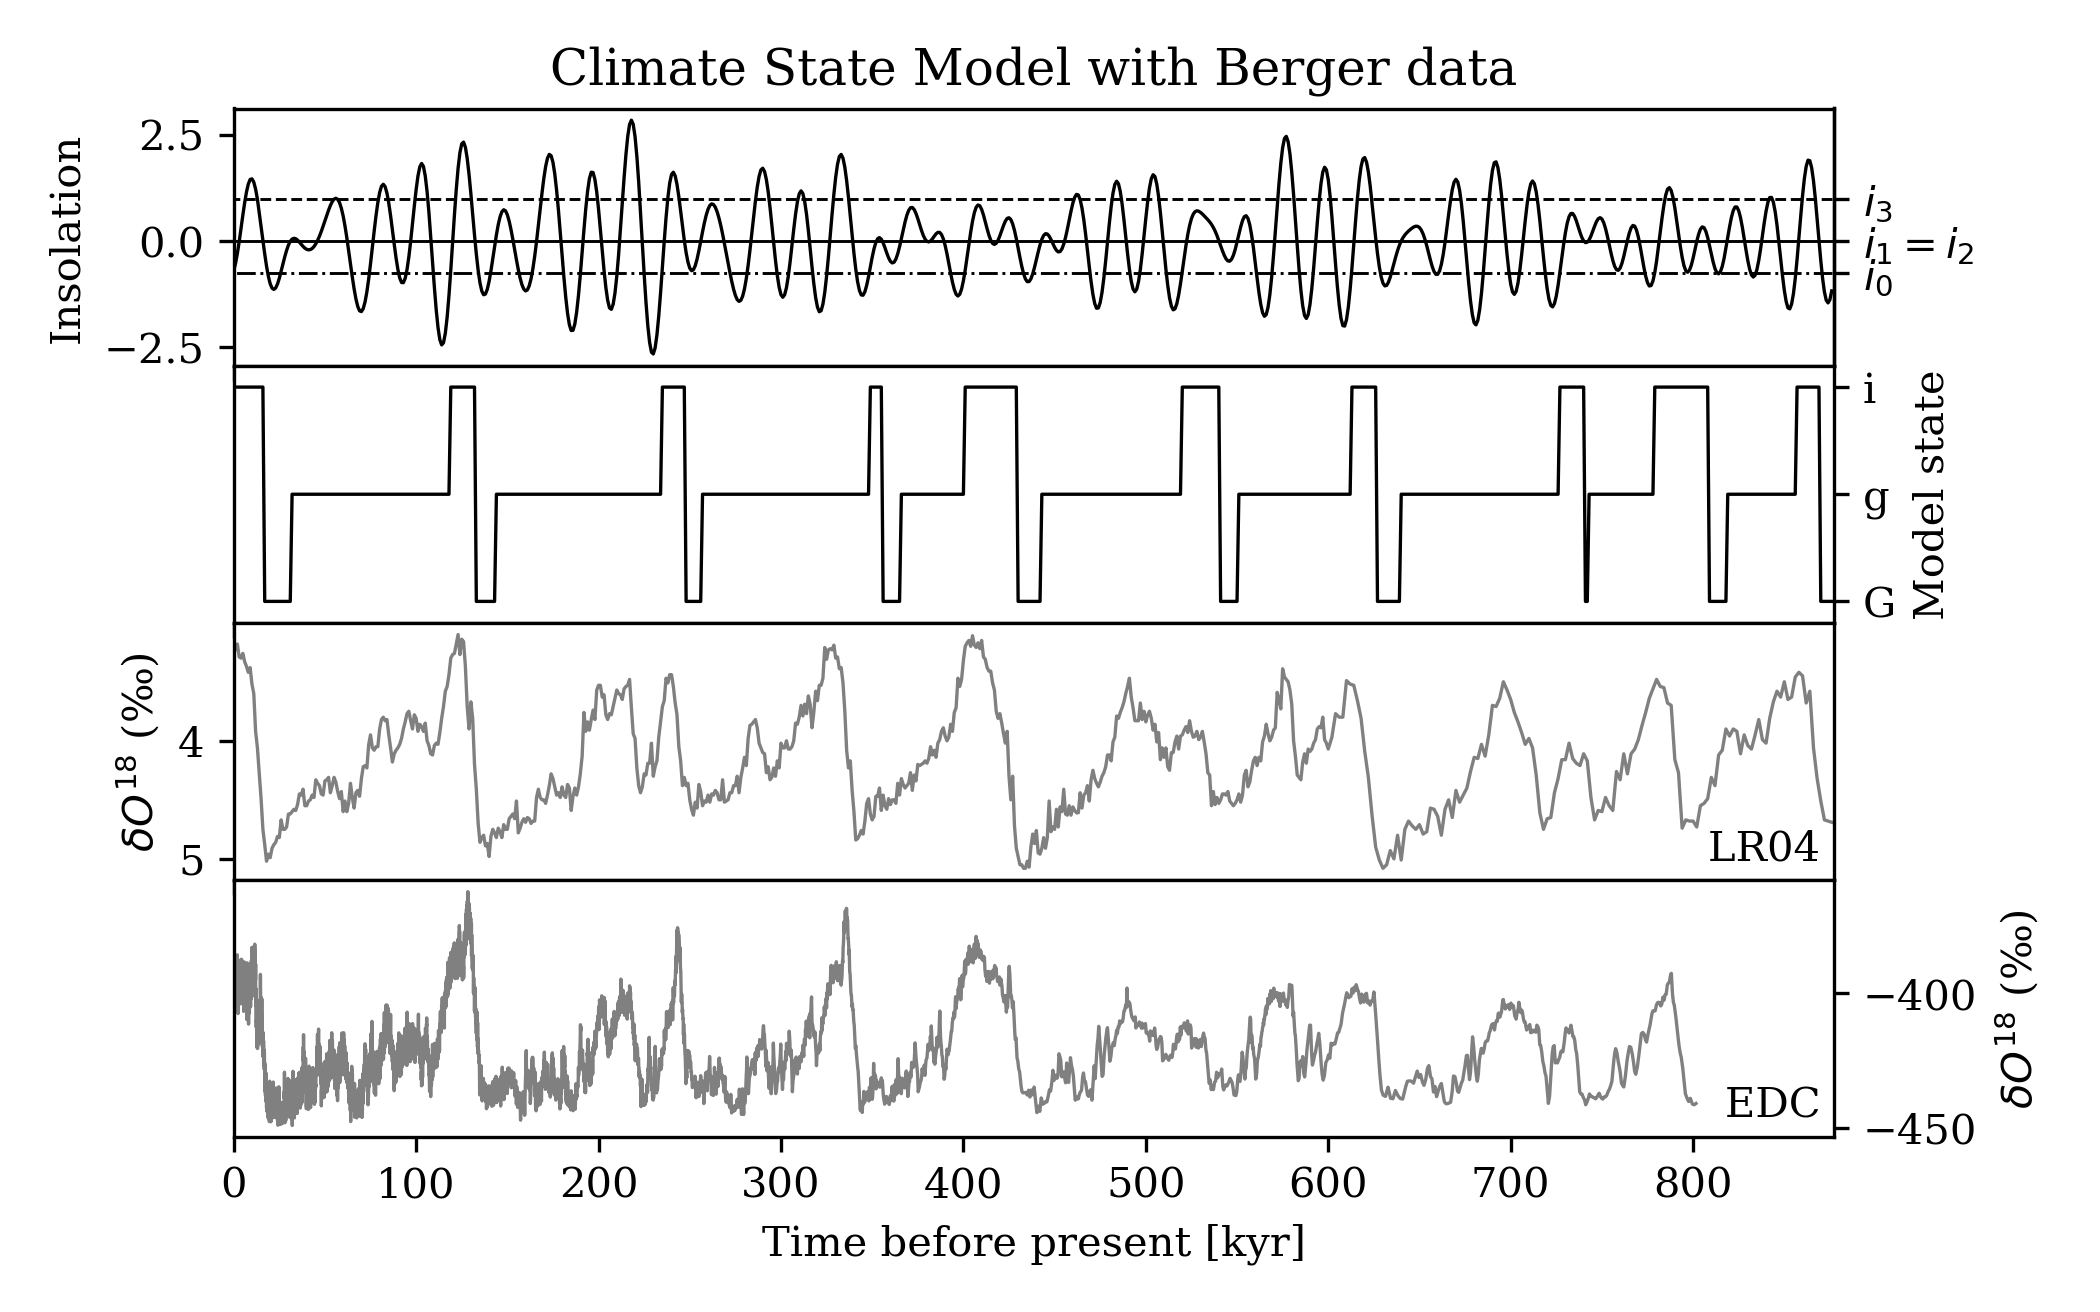 Climate State Model with Berger data
Insolation
2.5
0.0
−2.5
i3
i1 = i2
i0
i
g
G
Model state
δO18 (‰)
4
5
LR04
−400
−450
δO18 (‰)
EDC
0 100 200 300 400 500 600 700 800
Time before present [kyr]